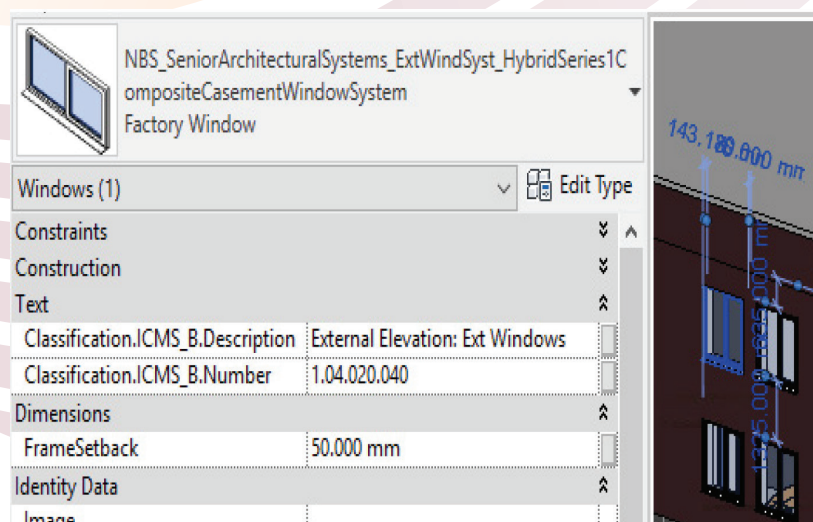 NBS_SeniorArchitecturalSystems_ExtWindSyst_HybridSeries1C
ompositeCasementWindowSystem
Factory Window
Windows (1)
Edit Type
Constraints
Construction
Text
Classification.ICMS_B.Description External Elevation: Ext Windows
Classification.ICMS_B.Number 1.04.020.040
Dimensions
FrameSetback 50.000 mm
Identity Data
Image